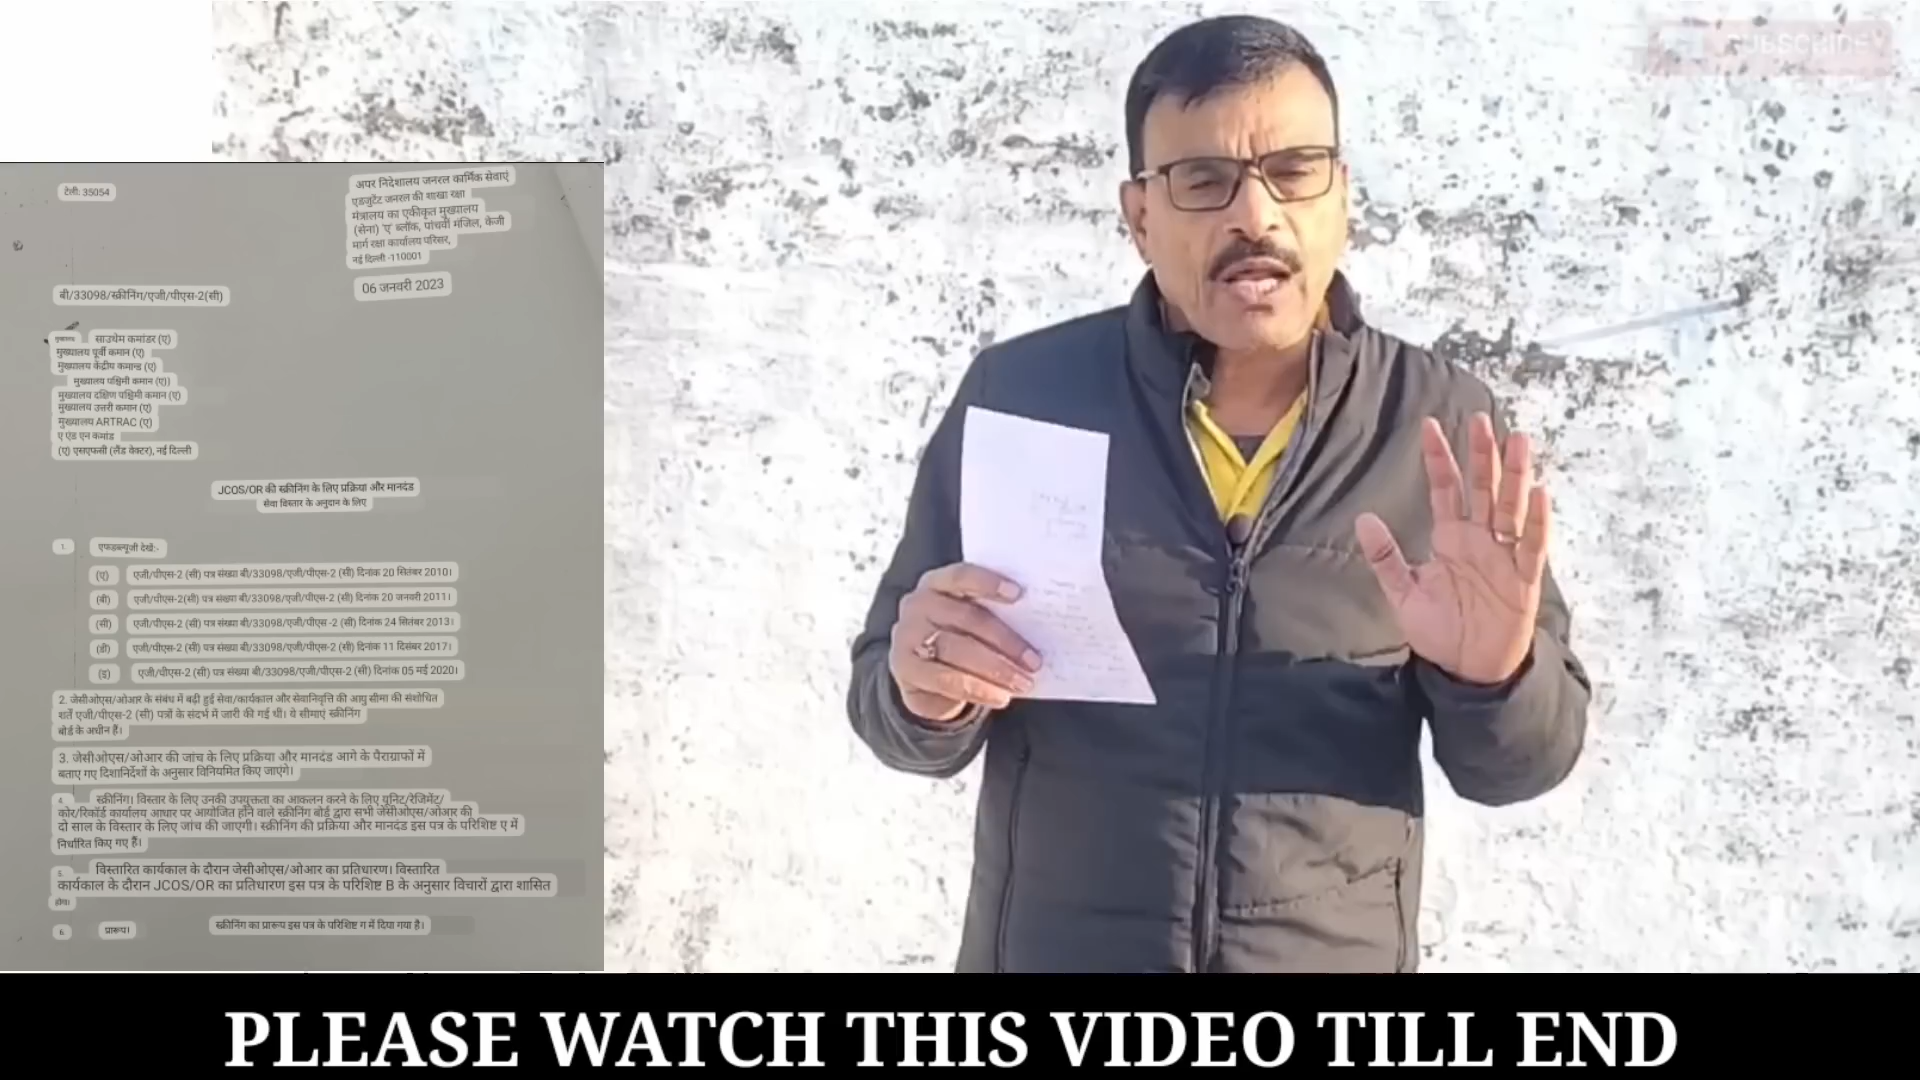 SUBSCRIBE
टेली: 35054
अपर निदेशालय जनरल कार्मिक सेवाएं
एडजुटेंट जनरल की शाखा रक्षा
मंत्रालय का एकीकृत मुख्यालय
(सेना) 'ए' ब्लॉक, पांचवीं मंजिल, केजी
मार्ग रक्षा कार्यालय परिसर,
नई दिल्ली -110001
06 जनवरी 2023
बी/33098/स्क्रीनिंग/एजी/पीएस-2(सी)
मुख्यालय साउथेम कमांडर (ए)
मुख्यालय पूर्वी कमान (ए)
मुख्यालय केंद्रीय कमान्ड (ए)
मुख्यालय पश्चिमी कमान (ए))
मुख्यालय दक्षिण पश्चिमी कमान (ए)
मुख्यालय उत्तरी कमान (ए)
मुख्यालय ARTRAC (ए)
ए एंड एन कमांड
(ए) एसएफसी (लैंड वेक्टर), नई दिल्ली
JCOS/OR की स्क्रीनिंग के लिए प्रक्रिया और मानदंड
सेवा विस्तार के अनुदान के लिए
1. एफडब्ल्यूजी देखें:-
(ए) एजी/पीएस-2 (सी) पत्र संख्या बी/33098/एजी/पीएस-2 (सी) दिनांक 20 सितंबर 2010।
(बी) एजी/पीएस-2(सी) पत्र संख्या बी/33098/एजी/पीएस-2 (सी) दिनांक 20 जनवरी 2011।
(सी) एजी/पीएस-2 (सी) पत्र संख्या बी/33098/एजी/पीएस -2 (सी) दिनांक 24 सितंबर 2013।
(डी) एजी/पीएस-2 (सी) पत्र संख्या बी/33098/एजी/पीएस-2 (सी) दिनांक 11 दिसंबर 2017।
(इ) एजी/पीएस-2 (सी) पत्र संख्या बी/33098/एजी/पीएस-2 (सी) दिनांक 05 मई 2020।
2. जेसीओएस/ओआर के संबंध में बढ़ी हुई सेवा/कार्यकाल और सेवानिवृत्ति की आयु सीमा की संशोधित
शर्तें एजी/पीएस-2 (सी) पत्रों के संदर्भ में जारी की गई थी। ये सीमाएं स्क्रीनिंग
बोर्ड के अधीन हैं।
3. जेसीओएस/ओआर की जांच के लिए प्रक्रिया और मानदंड आगे के पैराग्राफों में
बताए गए दिशानिर्देशों के अनुसार विनियमित किए जाएंगे।
4. स्क्रीनिंग। विस्तार के लिए उनकी उपयुक्तता का आकलन करने के लिए यूनिट/रेजिमेंट/
कोर/रिकॉर्ड कार्यालय आधार पर आयोजित होने वाले स्क्रीनिंग बोर्ड द्वारा सभी जेसीओएस/ओआर की
दो साल के विस्तार के लिए जांच की जाएगी। स्क्रीनिंग की प्रक्रिया और मानदंड इस पत्र के परिशिष्ट ए में
निर्धारित किए गए हैं।
5. विस्तारित कार्यकाल के दौरान जेसीओएस/ओआर का प्रतिधारण। विस्तारित
कार्यकाल के दौरान JCOS/OR का प्रतिधारण इस पत्र के परिशिष्ट B के अनुसार विचारों द्वारा शासित
होगा।
6. प्रारूप। स्क्रीनिंग का प्रारूप इस पत्र के परिशिष्ट ग में दिया गया है।
PLEASE WATCH THIS VIDEO TILL END